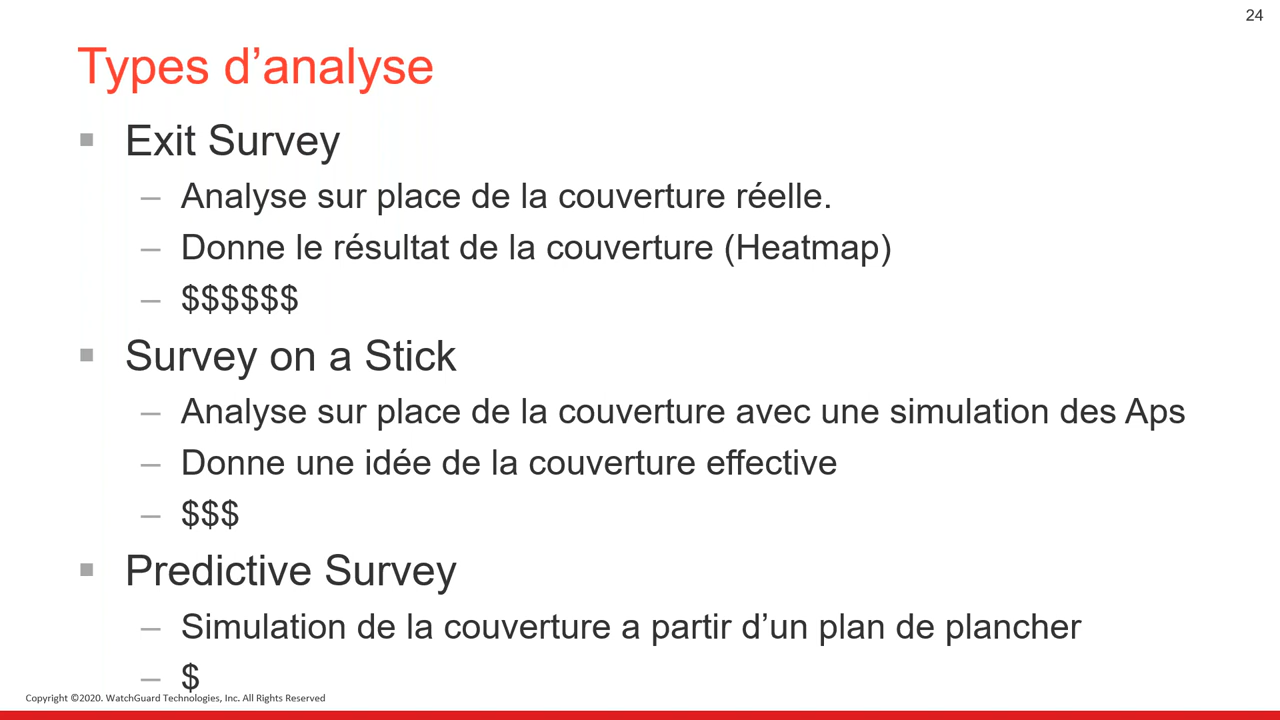 24
Types d’analyse
Exit Survey
– Analyse sur place de la couverture réelle.
– Donne le résultat de la couverture (Heatmap)
– $$$$$$
Survey on a Stick
– Analyse sur place de la couverture avec une simulation des Aps
– Donne une idée de la couverture effective
– $$$
Predictive Survey
– Simulation de la couverture a partir d’un plan de plancher
– $
Copyright ©2020. WatchGuard Technologies, Inc. All Rights Reserved